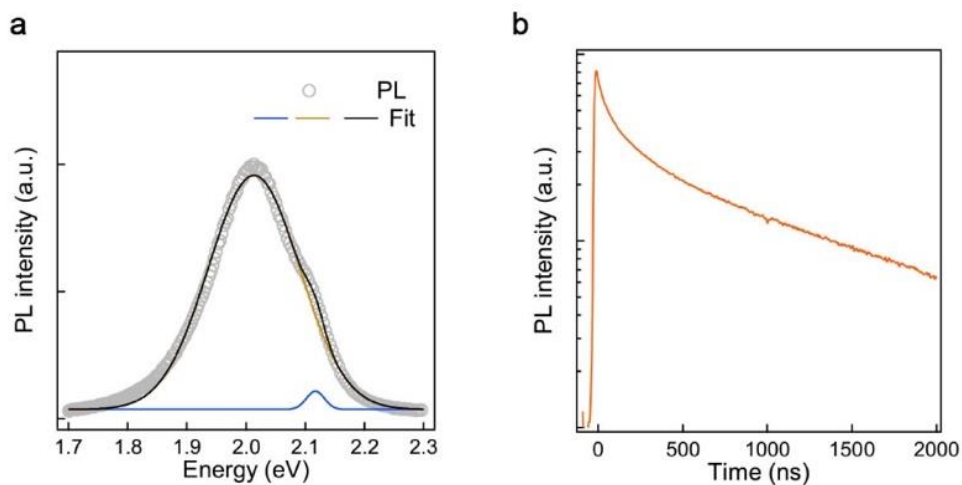 a
PL
Fit
PL intensity (a.u.)
1.7 1.8 1.9 2.0 2.1 2.2 2.3
Energy (eV)
b
PL intensity (a.u.)
0 500 1000 1500 2000
Time (ns)